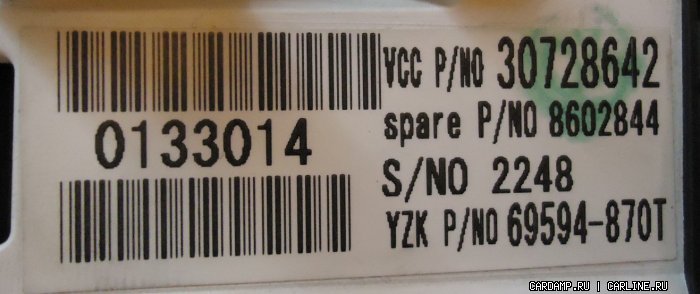 VCC P/NO 30728642
0133014
spare P/NO 8602844
S/NO 2248
YZK P/NO 69594-870T
CARDAMP.RU | CARLINE.RU